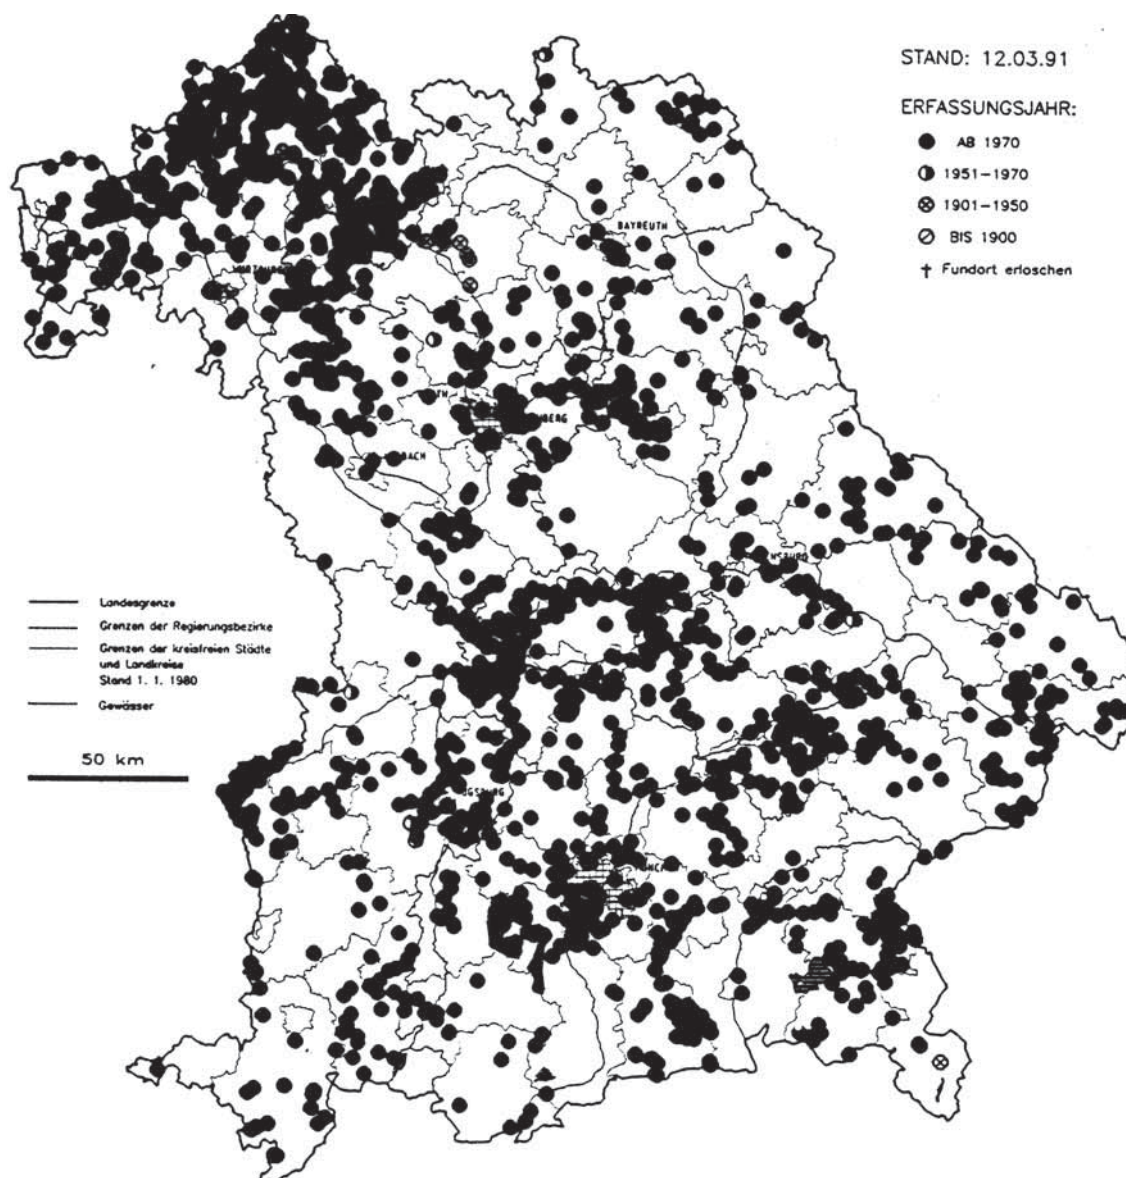 STAND: 12.03.91
ERFASSUNGSJAHR:
AB 1970
1951–1970
1901–1950
BIS 1900
† Fundort erloschen
BAYREUTH
Landesgrenze
Grenzen der Regierungsbezirke
Grenzen der kreisfreien Städte
und Landkreise
Stand 1. 1. 1980
Gewässer
50 km